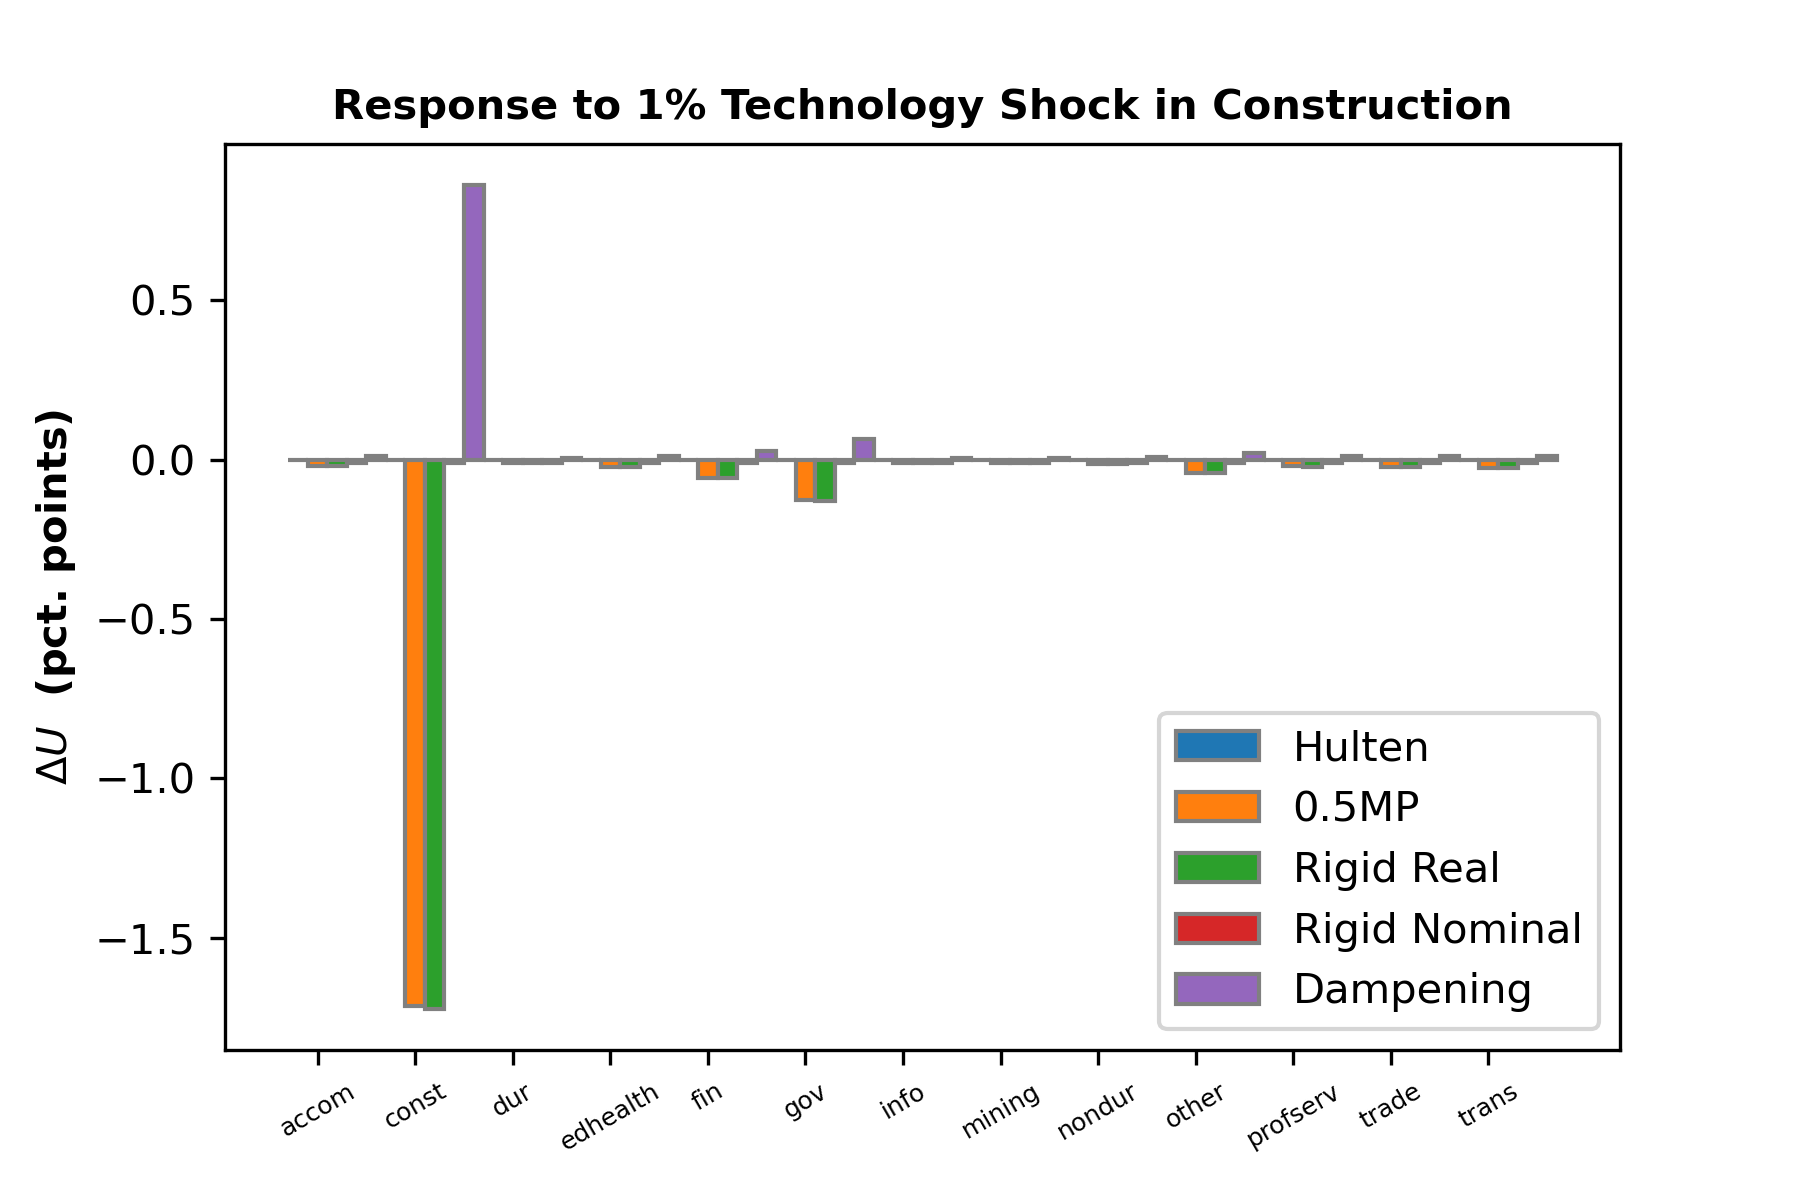 Response to 1% Technology Shock in Construction
ΔU (pct. points)
0.5
0.0
−0.5
−1.0
−1.5
Hulten
0.5MP
Rigid Real
Rigid Nominal
Dampening
accom const dur edhealth fin gov info mining nondur other profserv trade trans